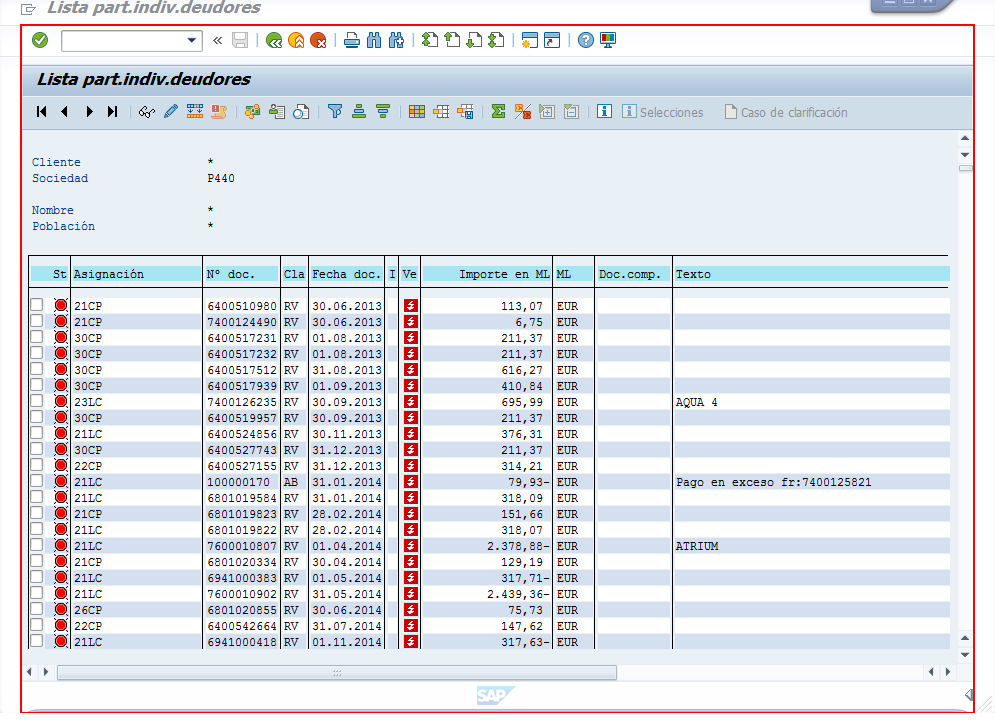 Lista part.indiv.deudores
Lista part.indiv.deudores
Selecciones Caso de clarificación
Cliente *
Sociedad P440
Nombre *
Población *
St Asignación Nº doc. Cla Fecha doc. I Ve Importe en ML ML Doc.comp. Texto
21CP 6400510980 RV 30.06.2013 113,07 EUR
21CP 7400124490 RV 30.06.2013 6,75 EUR
30CP 6400517231 RV 01.08.2013 211,37 EUR
30CP 6400517232 RV 01.08.2013 211,37 EUR
30CP 6400517512 RV 31.08.2013 616,27 EUR
30CP 6400517939 RV 01.09.2013 410,84 EUR
23LC 7400126235 RV 30.09.2013 695,99 EUR AQUA 4
30CP 6400519957 RV 30.09.2013 211,37 EUR
21LC 6400524856 RV 30.11.2013 376,31 EUR
30CP 6400527743 RV 31.12.2013 211,37 EUR
22CP 6400527155 RV 31.12.2013 314,21 EUR
21LC 100000170 AB 31.01.2014 79,93- EUR Pago en exceso fr:7400125821
21LC 6801019584 RV 31.01.2014 318,09 EUR
21CP 6801019823 RV 28.02.2014 151,66 EUR
21LC 6801019822 RV 28.02.2014 318,07 EUR
21LC 7600010807 RV 01.04.2014 2.378,88- EUR ATRIUM
21CP 6801020334 RV 30.04.2014 129,19 EUR
21LC 6941000383 RV 01.05.2014 317,71- EUR
21LC 7600010902 RV 31.05.2014 2.439,36- EUR
26CP 6801020855 RV 30.06.2014 75,73 EUR
22CP 6400542664 RV 31.07.2014 147,62 EUR
21LC 6941000418 RV 01.11.2014 317,63- EUR
SAP